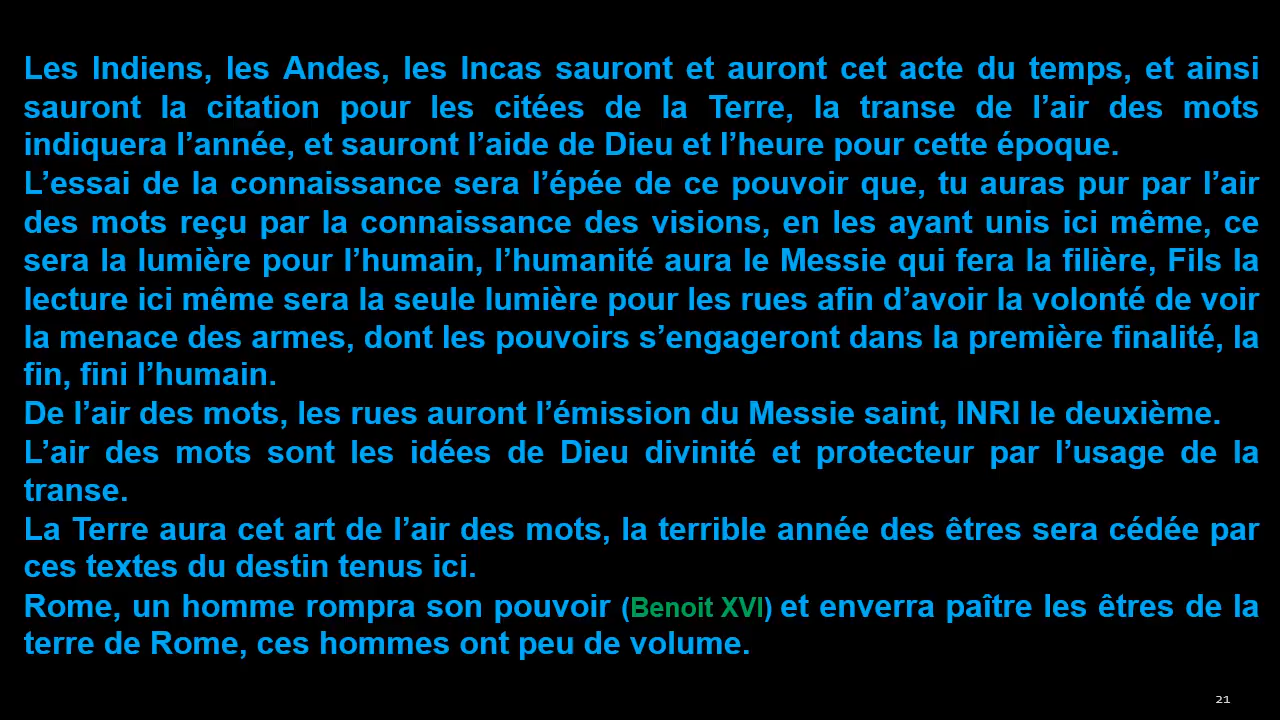 Les Indiens, les Andes, les Incas sauront et auront cet acte du temps, et ainsi
sauront la citation pour les citées de la Terre, la transe de l’air des mots
indiquera l’année, et sauront l’aide de Dieu et l’heure pour cette époque.
L’essai de la connaissance sera l’épée de ce pouvoir que, tu auras pur par l’air
des mots reçu par la connaissance des visions, en les ayant unis ici même, ce
sera la lumière pour l’humain, l’humanité aura le Messie qui fera la filière, Fils la
lecture ici même sera la seule lumière pour les rues afin d’avoir la volonté de voir
la menace des armes, dont les pouvoirs s’engageront dans la première finalité, la
fin, fini l’humain.
De l’air des mots, les rues auront l’émission du Messie saint, INRI le deuxième.
L’air des mots sont les idées de Dieu divinité et protecteur par l’usage de la
transe.
La Terre aura cet art de l’air des mots, la terrible année des êtres sera cédée par
ces textes du destin tenus ici.
Rome, un homme rompra son pouvoir (Benoit XVI) et enverra paître les êtres de la
terre de Rome, ces hommes ont peu de volume.
21